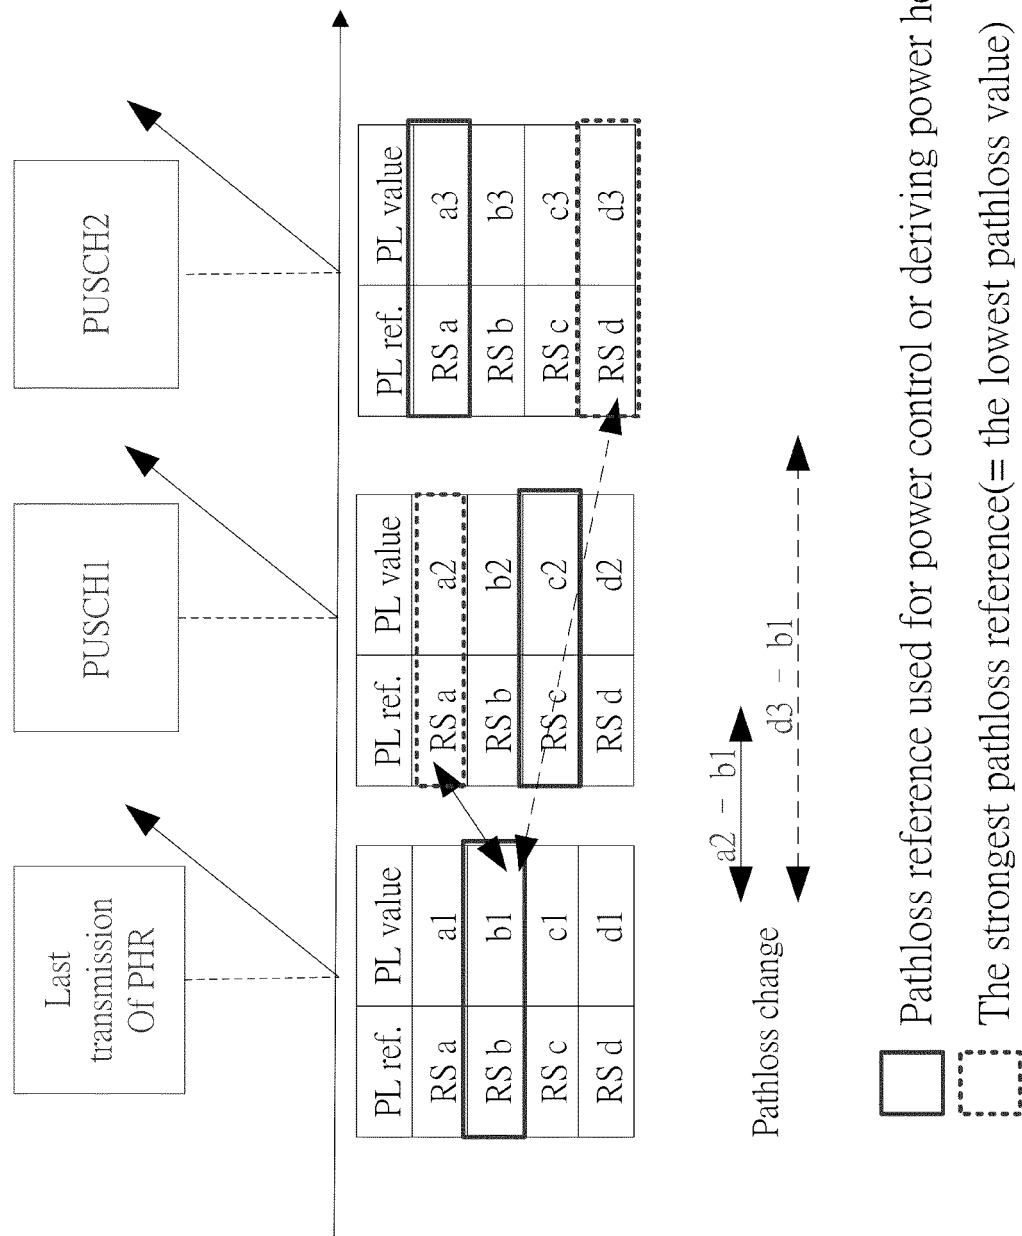 Last
transmission
Of PHR
PUSCH1
PUSCH2
PL ref. PL value
RS a a1
RS b b1
RS c c1
RS d d1
PL ref. PL value
RS a a2
RS b b2
RS c c2
RS d d2
PL ref. PL value
RS a a3
RS b b3
RS c c3
RS d d3
a2 − b1
Pathloss change
d3 − b1
Pathloss reference used for power control or deriving power he
The strongest pathloss reference(= the lowest pathloss value)